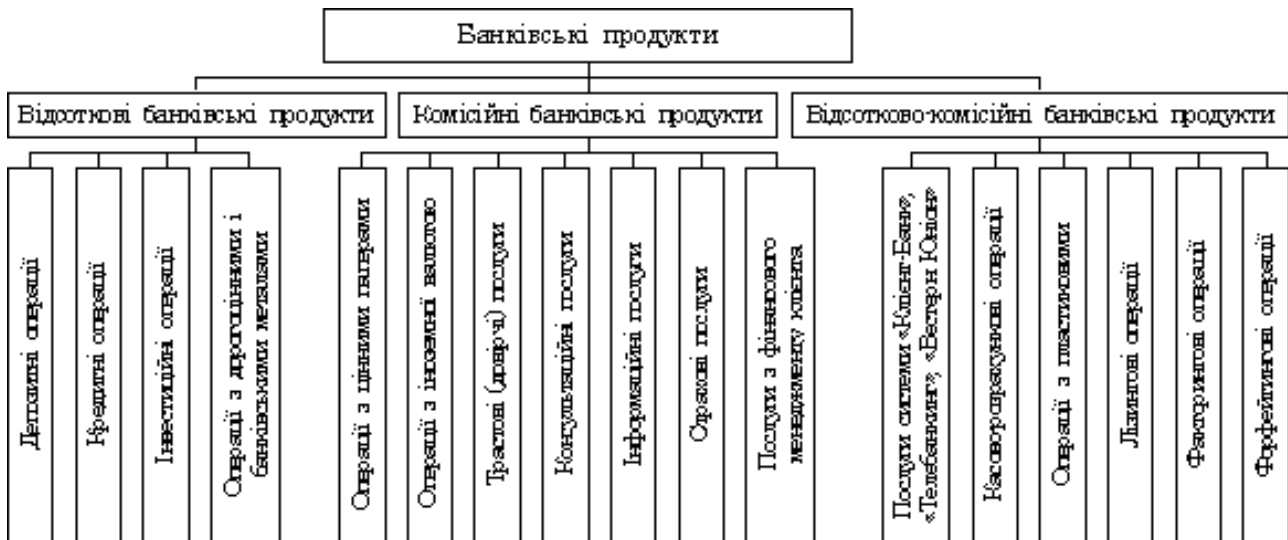 Банківські продукти
Відсоткові банківські продукти
Комісійні банківські продукти
Відсотково-комісійні банківські продукти
Депозитні операції
Кредитні операції
Інвестиційні операції
Операції з дорогоцінними і
банківськими металами
Операції з цінними паперами
Операції з іноземної валютою
Трастові (довірчі) послуги
Консультаційні послуги
Інформаційні послуги
Страхові послуги
Послуги з фінансового
менеджменту клієнта
Послуги системи «Клієнт-Банк»,
«Телебанкинг», «Вестерн Юніон»
Касово-розрахункові операції
Операції з пластиковими
Лізингові операції
Факторингові операції
Форфейтингові операції